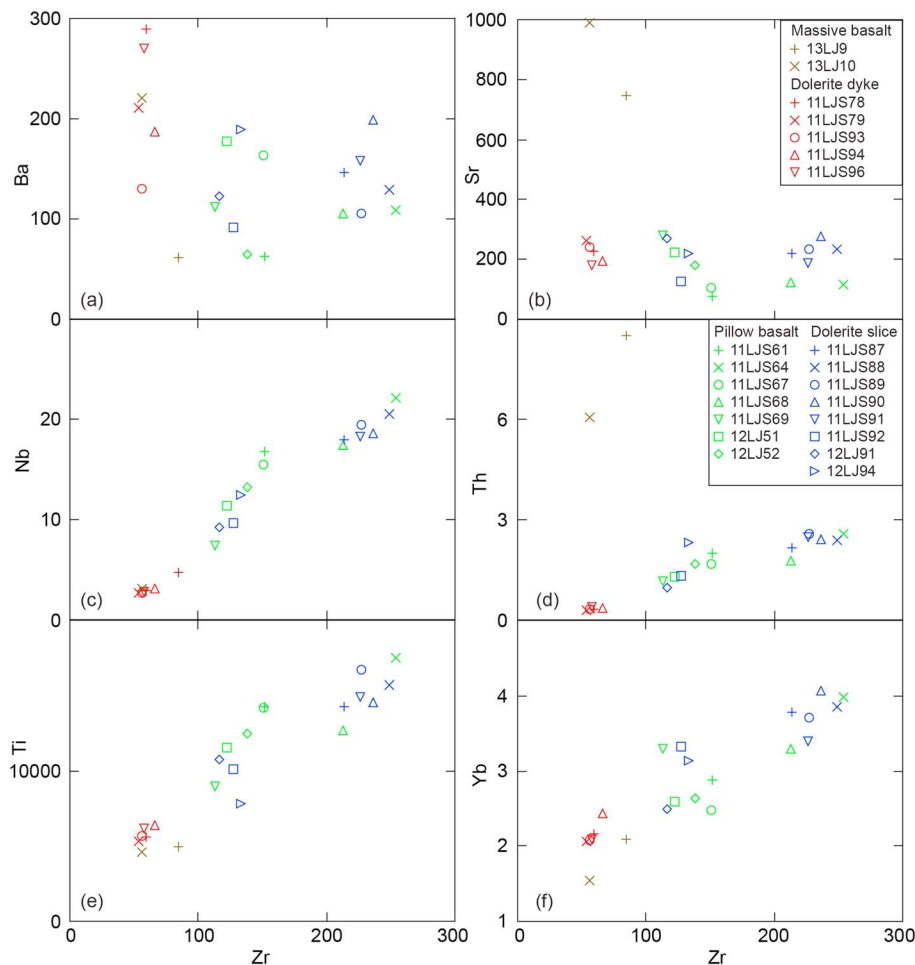 300
200
100
0
Ba
(a)
1000
800
600
400
200
0
Sr
(b)
Massive basalt
13LJ9
13LJ10
Dolerite dyke
11LJS78
11LJS79
11LJS93
11LJS94
11LJS96
20
10
0
Nb
(c)
6
3
0
Th
(d)
Pillow basalt Dolerite slice
11LJS61 11LJS87
11LJS64 11LJS88
11LJS67 11LJS89
11LJS68 11LJS90
11LJS69 11LJS91
12LJ51 11LJS92
12LJ52 12LJ91
12LJ94
10000
0
Ti
(e)
0 100 200 300
Zr
4
3
2
1
Yb
(f)
0 100 200 300
Zr